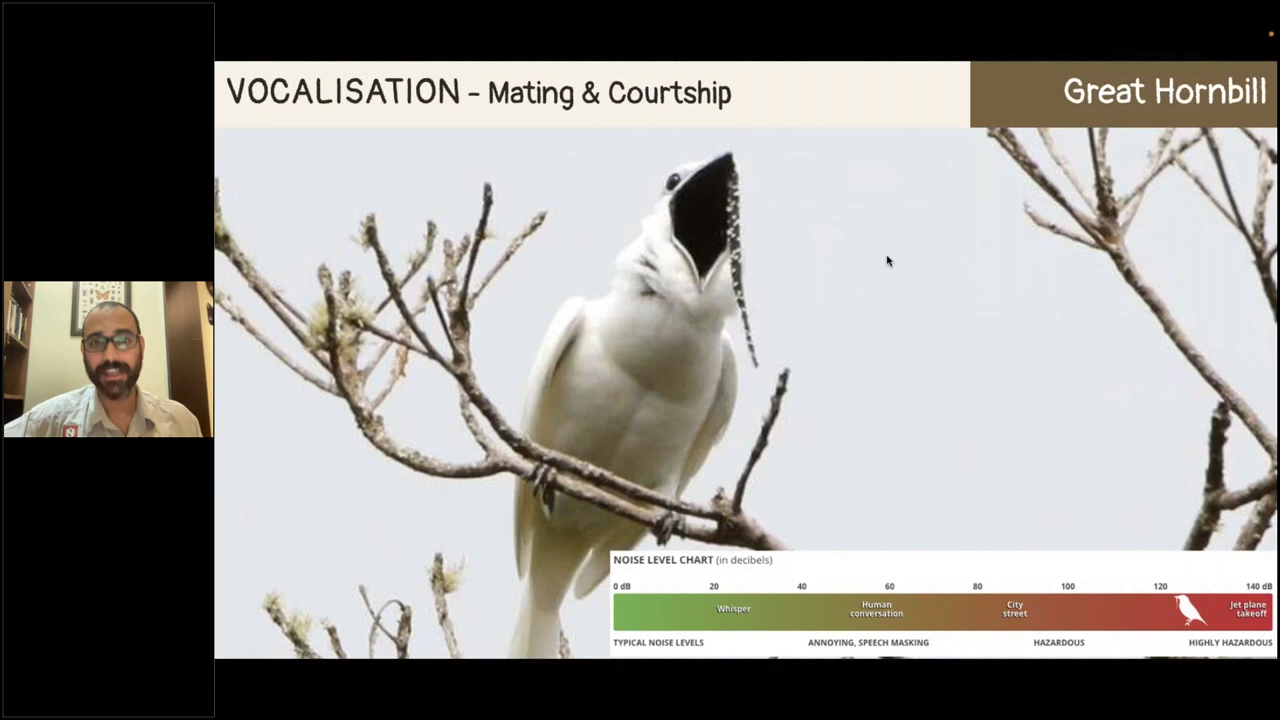 VOCALISATION - Mating & Courtship
Great Hornbill
NOISE LEVEL CHART (in decibels)
0 dB 20 40 60 80 100 120 140 dB
Whisper
Human
conversation
City
street
Jet plane
takeoff
TYPICAL NOISE LEVELS ANNOYING, SPEECH MASKING HAZARDOUS HIGHLY HAZARDOUS